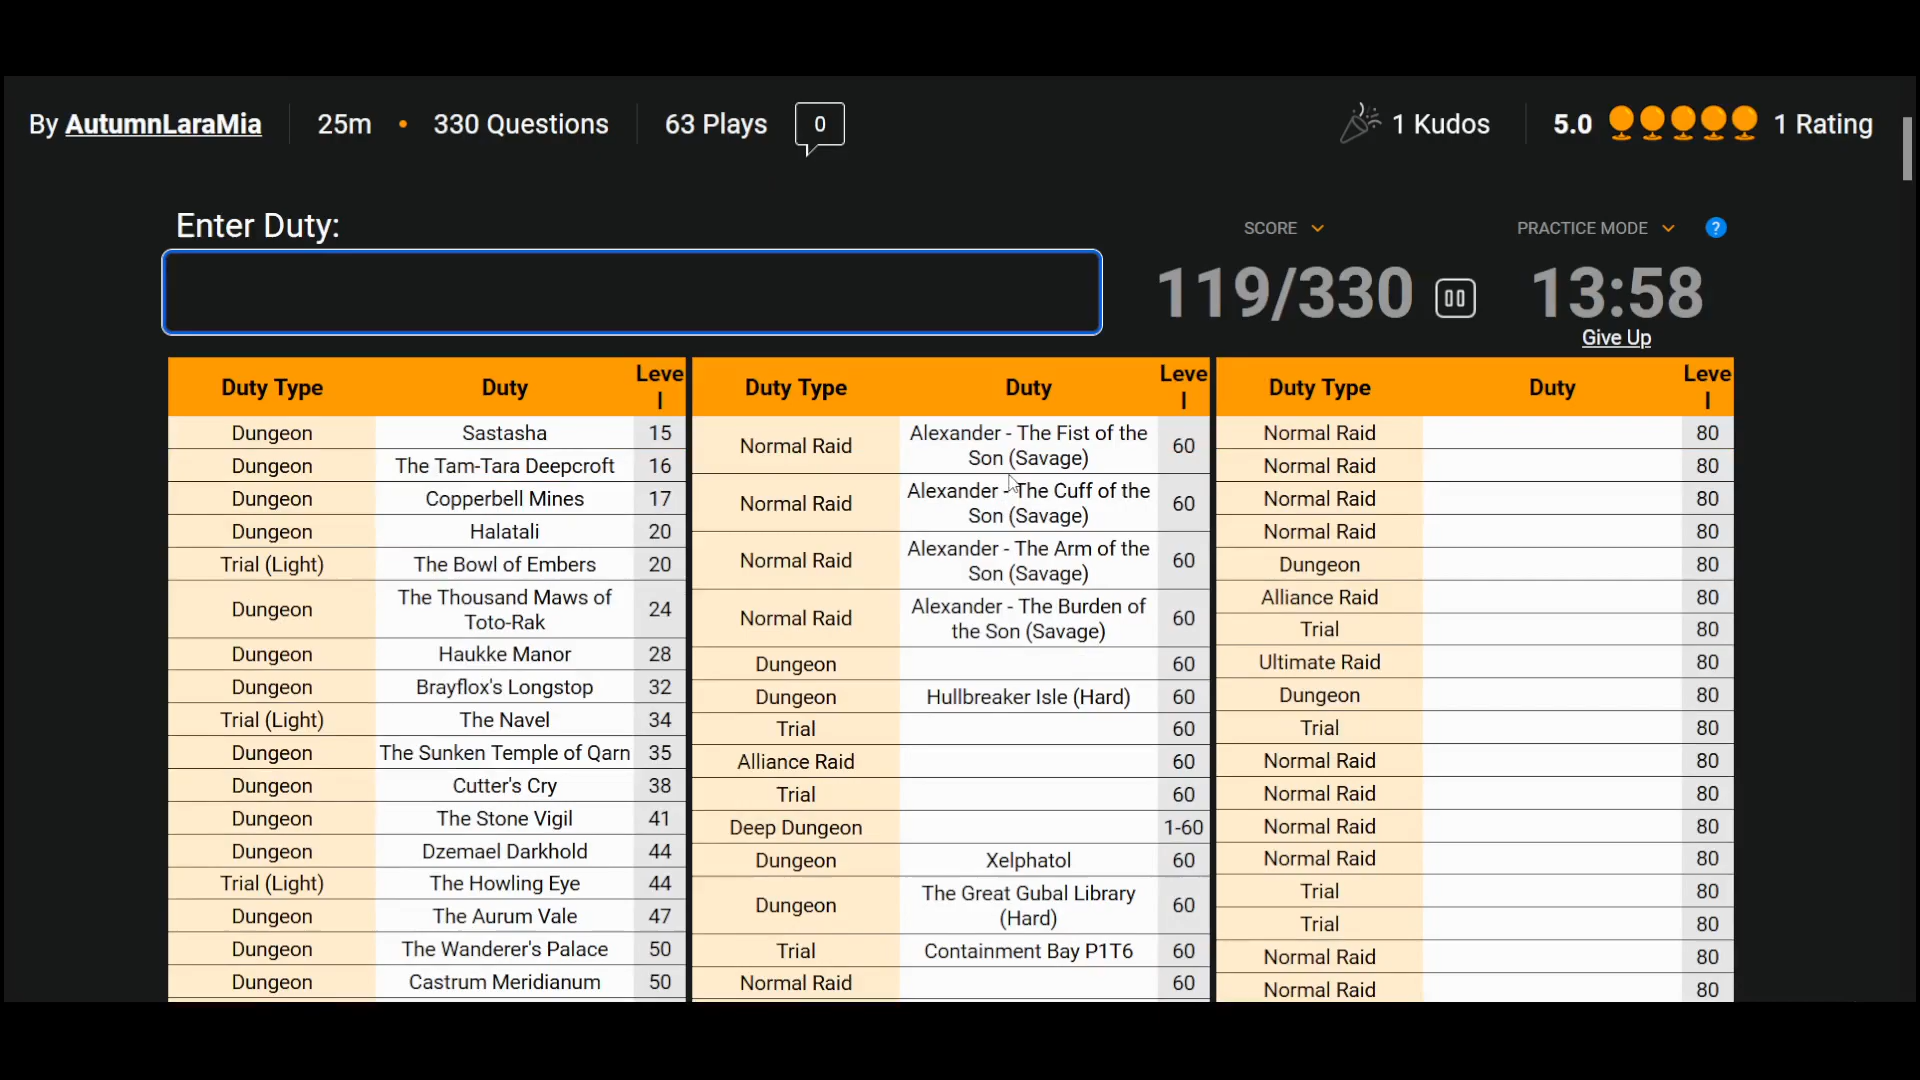 By AutumnLaraMia 25m • 330 Questions 63 Plays 0 1 Kudos 5.0 1 Rating
Enter Duty:
SCORE PRACTICE MODE ?
119/330 13:58
Give Up
Duty Type Duty Leve
l
Duty Type Duty Leve
l
Duty Type Duty Leve
l
Dungeon Sastasha 15
Dungeon The Tam-Tara Deepcroft 16
Dungeon Copperbell Mines 17
Dungeon Halatali 20
Trial (Light) The Bowl of Embers 20
Dungeon The Thousand Maws of
Toto-Rak 24
Dungeon Haukke Manor 28
Dungeon Brayflox's Longstop 32
Trial (Light) The Navel 34
Dungeon The Sunken Temple of Qarn 35
Dungeon Cutter's Cry 38
Dungeon The Stone Vigil 41
Dungeon Dzemael Darkhold 44
Trial (Light) The Howling Eye 44
Dungeon The Aurum Vale 47
Dungeon The Wanderer's Palace 50
Dungeon Castrum Meridianum 50
Normal Raid Alexander - The Fist of the
Son (Savage) 60
Normal Raid Alexander - The Cuff of the
Son (Savage) 60
Normal Raid Alexander - The Arm of the
Son (Savage) 60
Normal Raid Alexander - The Burden of
the Son (Savage) 60
Dungeon 60
Dungeon Hullbreaker Isle (Hard) 60
Trial 60
Alliance Raid 60
Trial 60
Deep Dungeon 1-60
Dungeon Xelphatol 60
Dungeon The Great Gubal Library
(Hard) 60
Trial Containment Bay P1T6 60
Normal Raid 60
Normal Raid 80
Normal Raid 80
Normal Raid 80
Normal Raid 80
Dungeon 80
Alliance Raid 80
Trial 80
Ultimate Raid 80
Dungeon 80
Trial 80
Normal Raid 80
Normal Raid 80
Normal Raid 80
Normal Raid 80
Trial 80
Trial 80
Normal Raid 80
Normal Raid 80